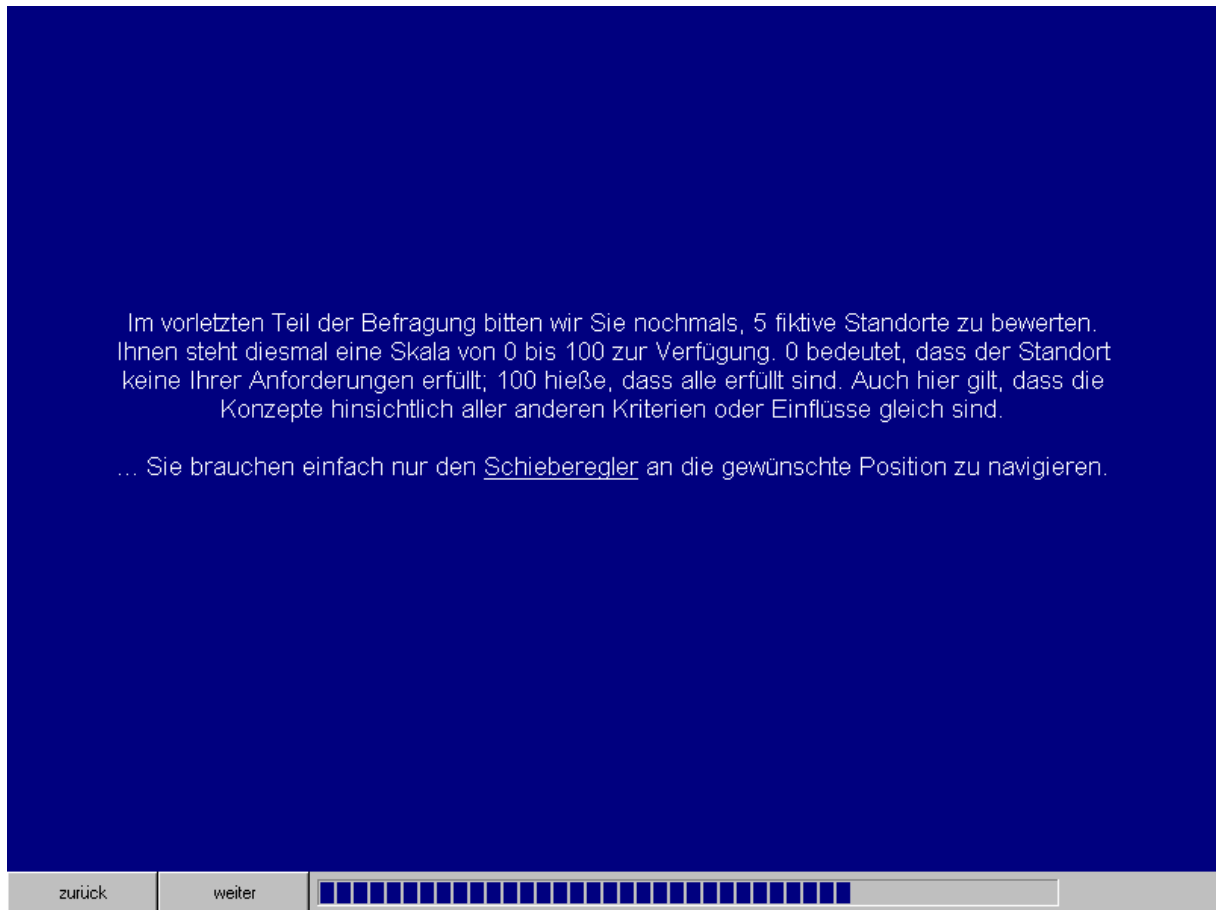 Im vorletzten Teil der Befragung bitten wir Sie nochmals, 5 fiktive Standorte zu bewerten.
Ihnen steht diesmal eine Skala von 0 bis 100 zur Verfügung. 0 bedeutet, dass der Standort
keine Ihrer Anforderungen erfüllt; 100 hieße, dass alle erfüllt sind. Auch hier gilt, dass die
Konzepte hinsichtlich aller anderen Kriterien oder Einflüsse gleich sind.
... Sie brauchen einfach nur den Schieberegler an die gewünschte Position zu navigieren.
zurück
weiter